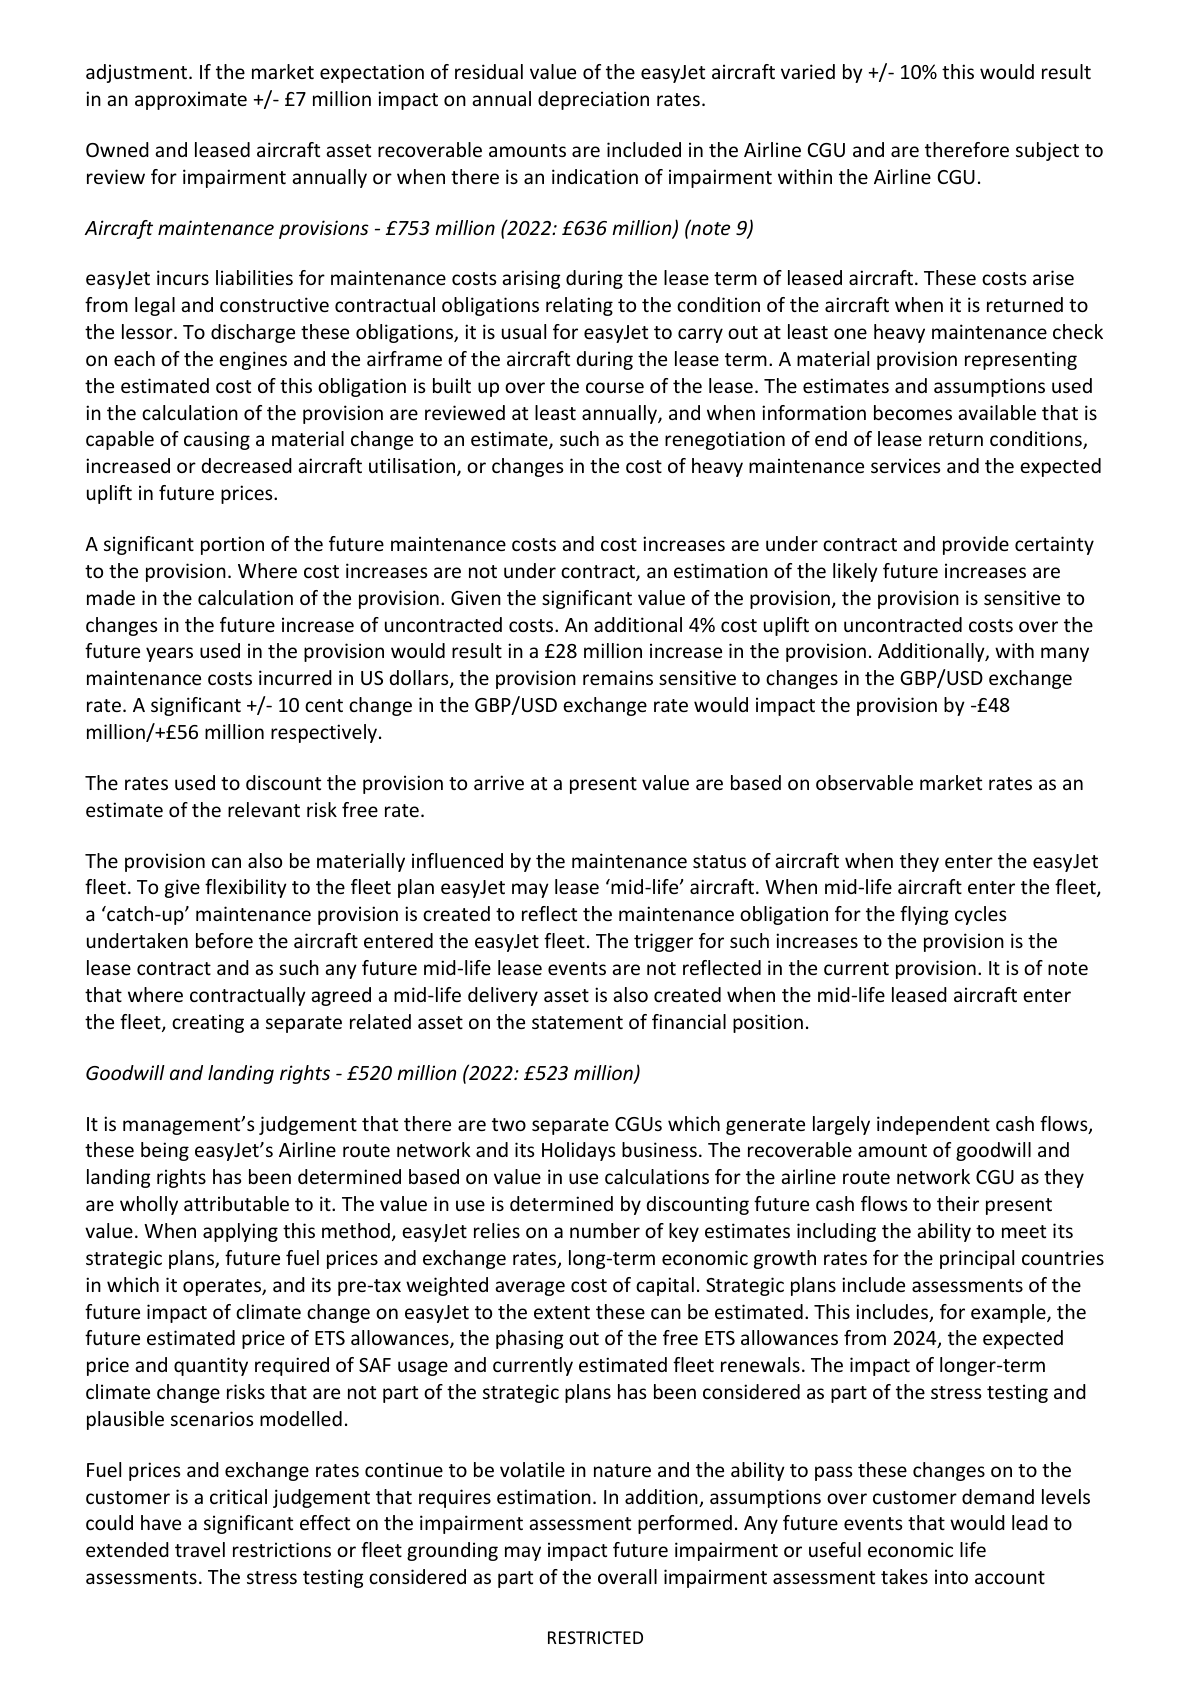 adjustment. If the market expectation of residual value of the easyJet aircraft varied by +/- 10% this would result
in an approximate +/- £7 million impact on annual depreciation rates.
Owned and leased aircraft asset recoverable amounts are included in the Airline CGU and are therefore subject to
review for impairment annually or when there is an indication of impairment within the Airline CGU.
Aircraft maintenance provisions - £753 million (2022: £636 million) (note 9)
easyJet incurs liabilities for maintenance costs arising during the lease term of leased aircraft. These costs arise
from legal and constructive contractual obligations relating to the condition of the aircraft when it is returned to
the lessor. To discharge these obligations, it is usual for easyJet to carry out at least one heavy maintenance check
on each of the engines and the airframe of the aircraft during the lease term. A material provision representing
the estimated cost of this obligation is built up over the course of the lease. The estimates and assumptions used
in the calculation of the provision are reviewed at least annually, and when information becomes available that is
capable of causing a material change to an estimate, such as the renegotiation of end of lease return conditions,
increased or decreased aircraft utilisation, or changes in the cost of heavy maintenance services and the expected
uplift in future prices.
A significant portion of the future maintenance costs and cost increases are under contract and provide certainty
to the provision. Where cost increases are not under contract, an estimation of the likely future increases are
made in the calculation of the provision. Given the significant value of the provision, the provision is sensitive to
changes in the future increase of uncontracted costs. An additional 4% cost uplift on uncontracted costs over the
future years used in the provision would result in a £28 million increase in the provision. Additionally, with many
maintenance costs incurred in US dollars, the provision remains sensitive to changes in the GBP/USD exchange
rate. A significant +/- 10 cent change in the GBP/USD exchange rate would impact the provision by -£48
million/+£56 million respectively.
The rates used to discount the provision to arrive at a present value are based on observable market rates as an
estimate of the relevant risk free rate.
The provision can also be materially influenced by the maintenance status of aircraft when they enter the easyJet
fleet. To give flexibility to the fleet plan easyJet may lease ‘mid-life’ aircraft. When mid-life aircraft enter the fleet,
a ‘catch-up’ maintenance provision is created to reflect the maintenance obligation for the flying cycles
undertaken before the aircraft entered the easyJet fleet. The trigger for such increases to the provision is the
lease contract and as such any future mid-life lease events are not reflected in the current provision. It is of note
that where contractually agreed a mid-life delivery asset is also created when the mid-life leased aircraft enter
the fleet, creating a separate related asset on the statement of financial position.
Goodwill and landing rights - £520 million (2022: £523 million)
It is management’s judgement that there are two separate CGUs which generate largely independent cash flows,
these being easyJet’s Airline route network and its Holidays business. The recoverable amount of goodwill and
landing rights has been determined based on value in use calculations for the airline route network CGU as they
are wholly attributable to it. The value in use is determined by discounting future cash flows to their present
value. When applying this method, easyJet relies on a number of key estimates including the ability to meet its
strategic plans, future fuel prices and exchange rates, long-term economic growth rates for the principal countries
in which it operates, and its pre-tax weighted average cost of capital. Strategic plans include assessments of the
future impact of climate change on easyJet to the extent these can be estimated. This includes, for example, the
future estimated price of ETS allowances, the phasing out of the free ETS allowances from 2024, the expected
price and quantity required of SAF usage and currently estimated fleet renewals. The impact of longer-term
climate change risks that are not part of the strategic plans has been considered as part of the stress testing and
plausible scenarios modelled.
Fuel prices and exchange rates continue to be volatile in nature and the ability to pass these changes on to the
customer is a critical judgement that requires estimation. In addition, assumptions over customer demand levels
could have a significant effect on the impairment assessment performed. Any future events that would lead to
extended travel restrictions or fleet grounding may impact future impairment or useful economic life
assessments. The stress testing considered as part of the overall impairment assessment takes into account
RESTRICTED